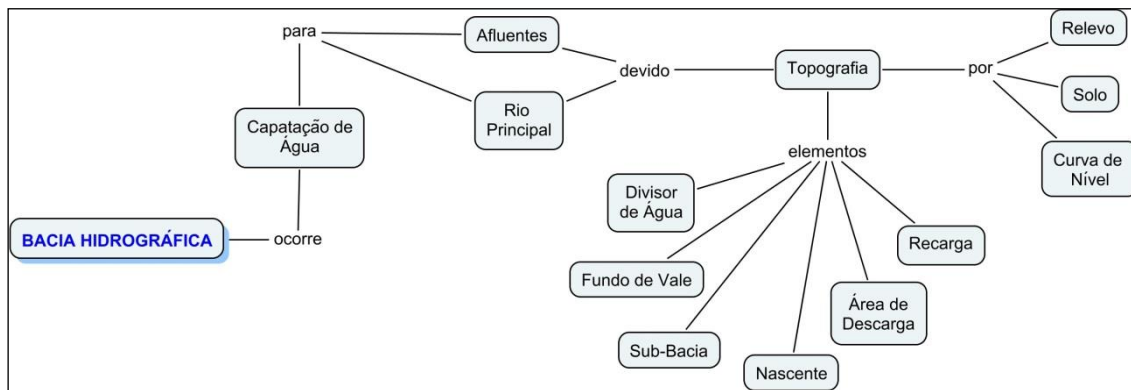 para
Afluentes
Relevo
devido
Topografia
por
Rio
Principal
Solo
Capatação de
Água
elementos
Curva de
Nível
Divisor
de Água
BACIA HIDROGRÁFICA
ocorre
Recarga
Fundo de Vale
Área de
Descarga
Sub-Bacia
Nascente